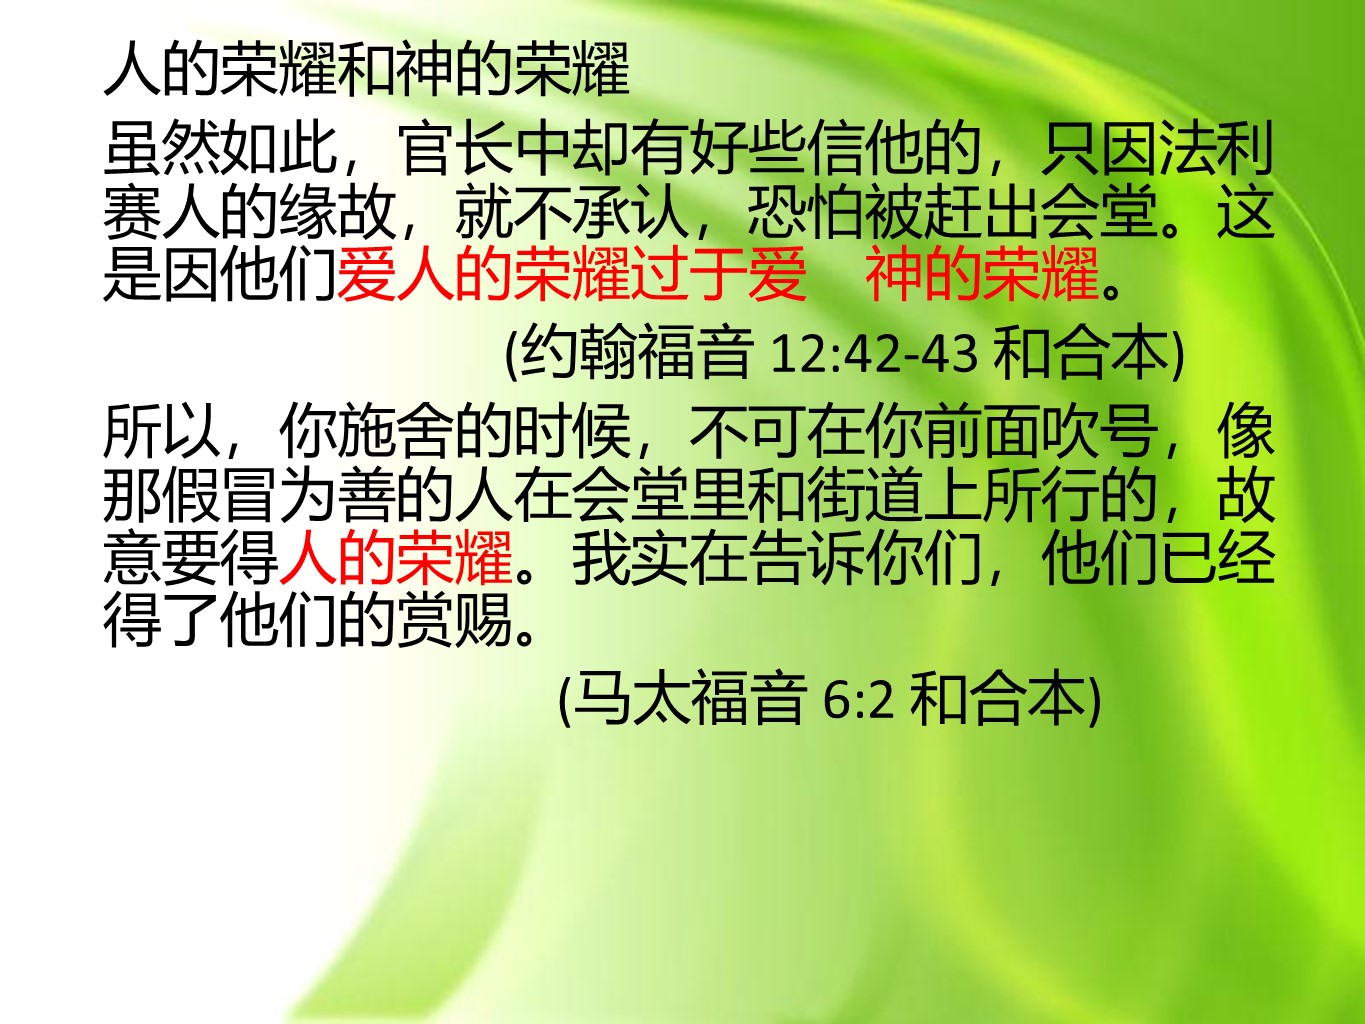 人的荣耀和神的荣耀
虽然如此，官长中却有好些信他的，只因法利
赛人的缘故，就不承认，恐怕被赶出会堂。这
是因他们爱人的荣耀过于爱　神的荣耀。
(约翰福音 12:42-43 和合本)
所以，你施舍的时候，不可在你前面吹号，像
那假冒为善的人在会堂里和街道上所行的，故
意要得人的荣耀。我实在告诉你们，他们已经
得了他们的赏赐。
(马太福音 6:2 和合本)